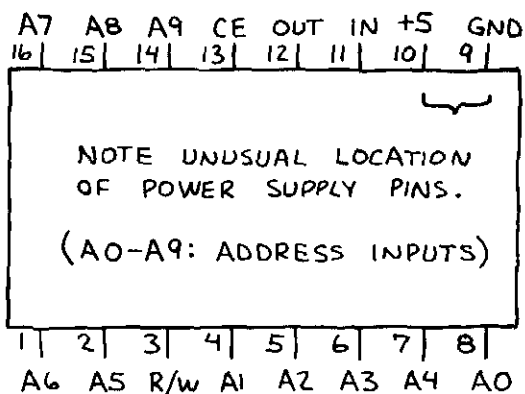 A7 A8 A9 CE OUT IN +5 GND
16 15 14 13 12 11 10 9
NOTE UNUSUAL LOCATION
OF POWER SUPPLY PINS.
(A0-A9: ADDRESS INPUTS)
1 2 3 4 5 6 7 8
A6 A5 R/W A1 A2 A3 A4 A0